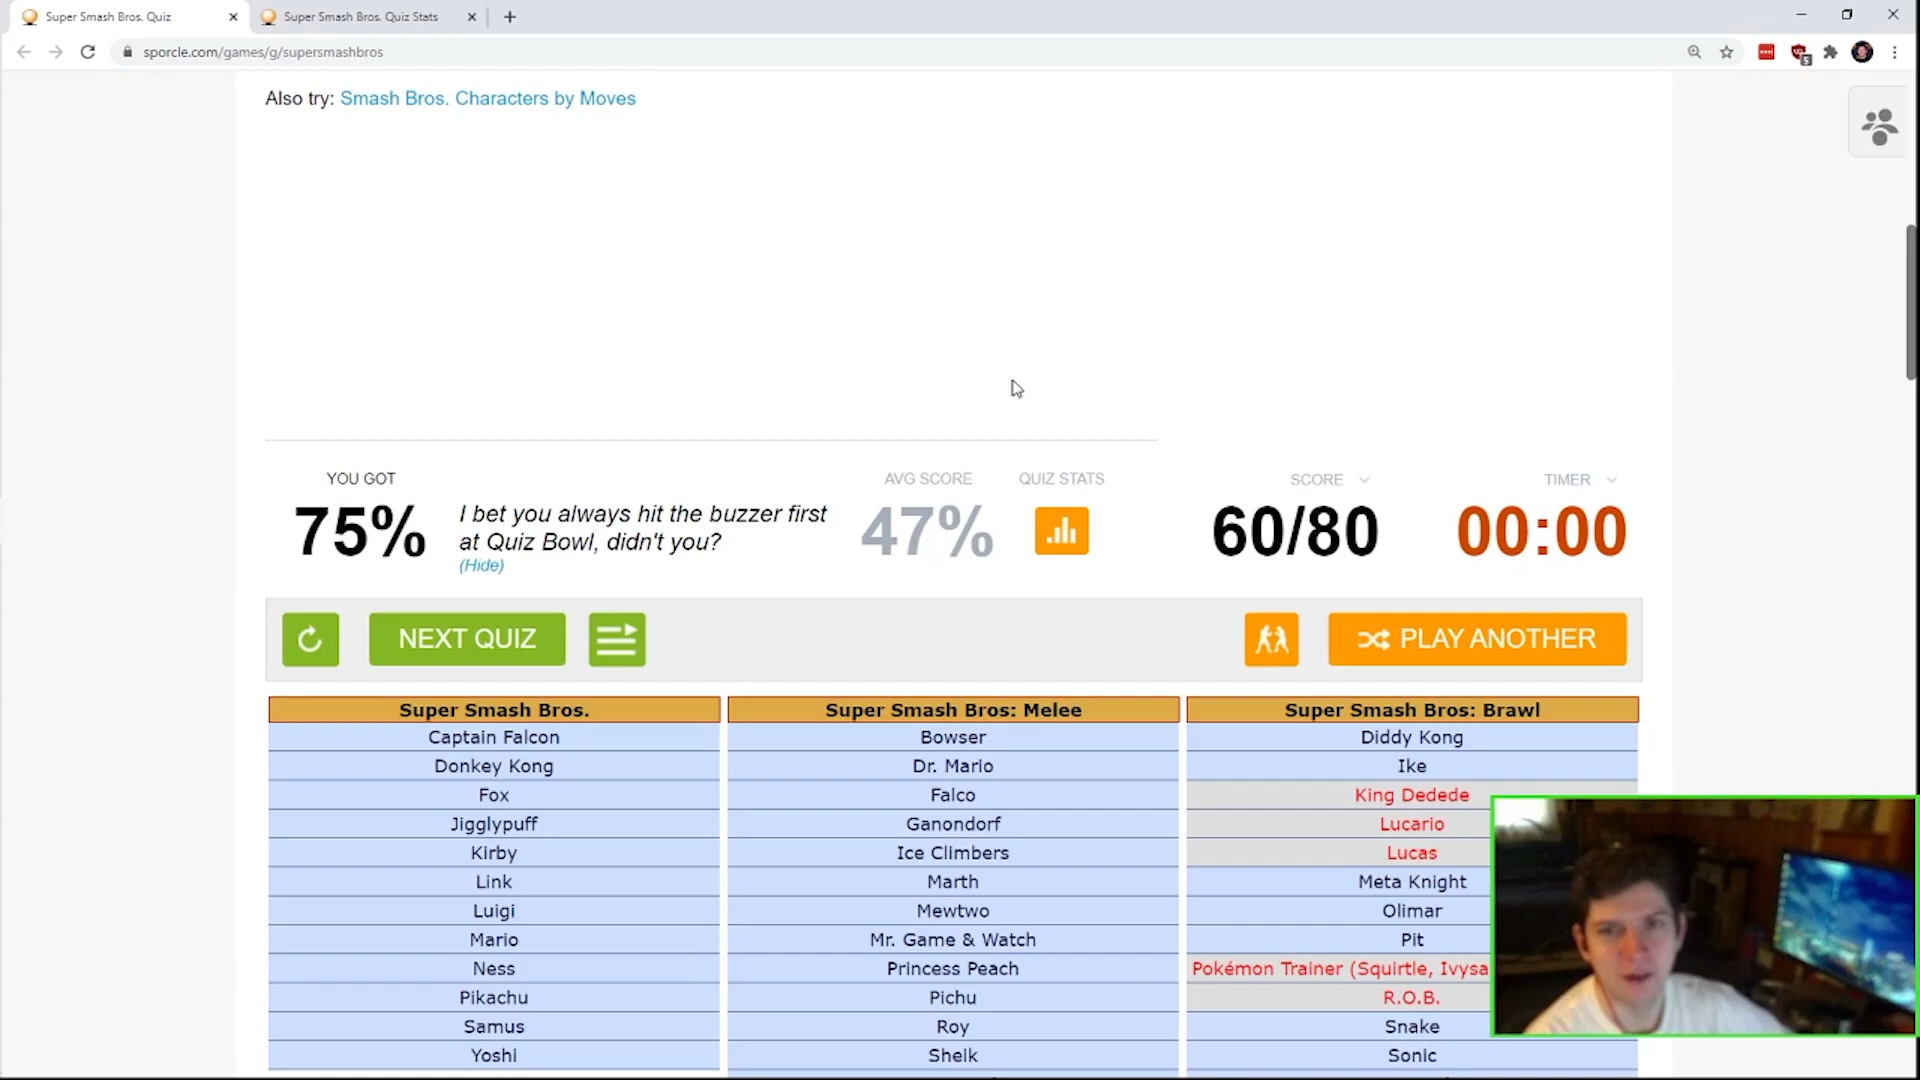 Super Smash Bros. Quiz
Super Smash Bros. Quiz Stats
sporcle.com/games/g/supersmashbros
5
Also try: Smash Bros. Characters by Moves
YOU GOT
AVG SCORE
QUIZ STATS
SCORE
TIMER
75%
I bet you always hit the buzzer first
at Quiz Bowl, didn't you?
(Hide)
47%
60/80
00:00
NEXT QUIZ
PLAY ANOTHER
Super Smash Bros.
Captain Falcon
Donkey Kong
Fox
Jigglypuff
Kirby
Link
Luigi
Mario
Ness
Pikachu
Samus
Yoshi
Super Smash Bros: Melee
Bowser
Dr. Mario
Falco
Ganondorf
Ice Climbers
Marth
Mewtwo
Mr. Game & Watch
Princess Peach
Pichu
Roy
Sheik
Super Smash Bros: Brawl
Diddy Kong
Ike
King Dedede
Lucario
Lucas
Meta Knight
Olimar
Pit
Pokémon Trainer (Squirtle, Ivysa
R.O.B.
Snake
Sonic